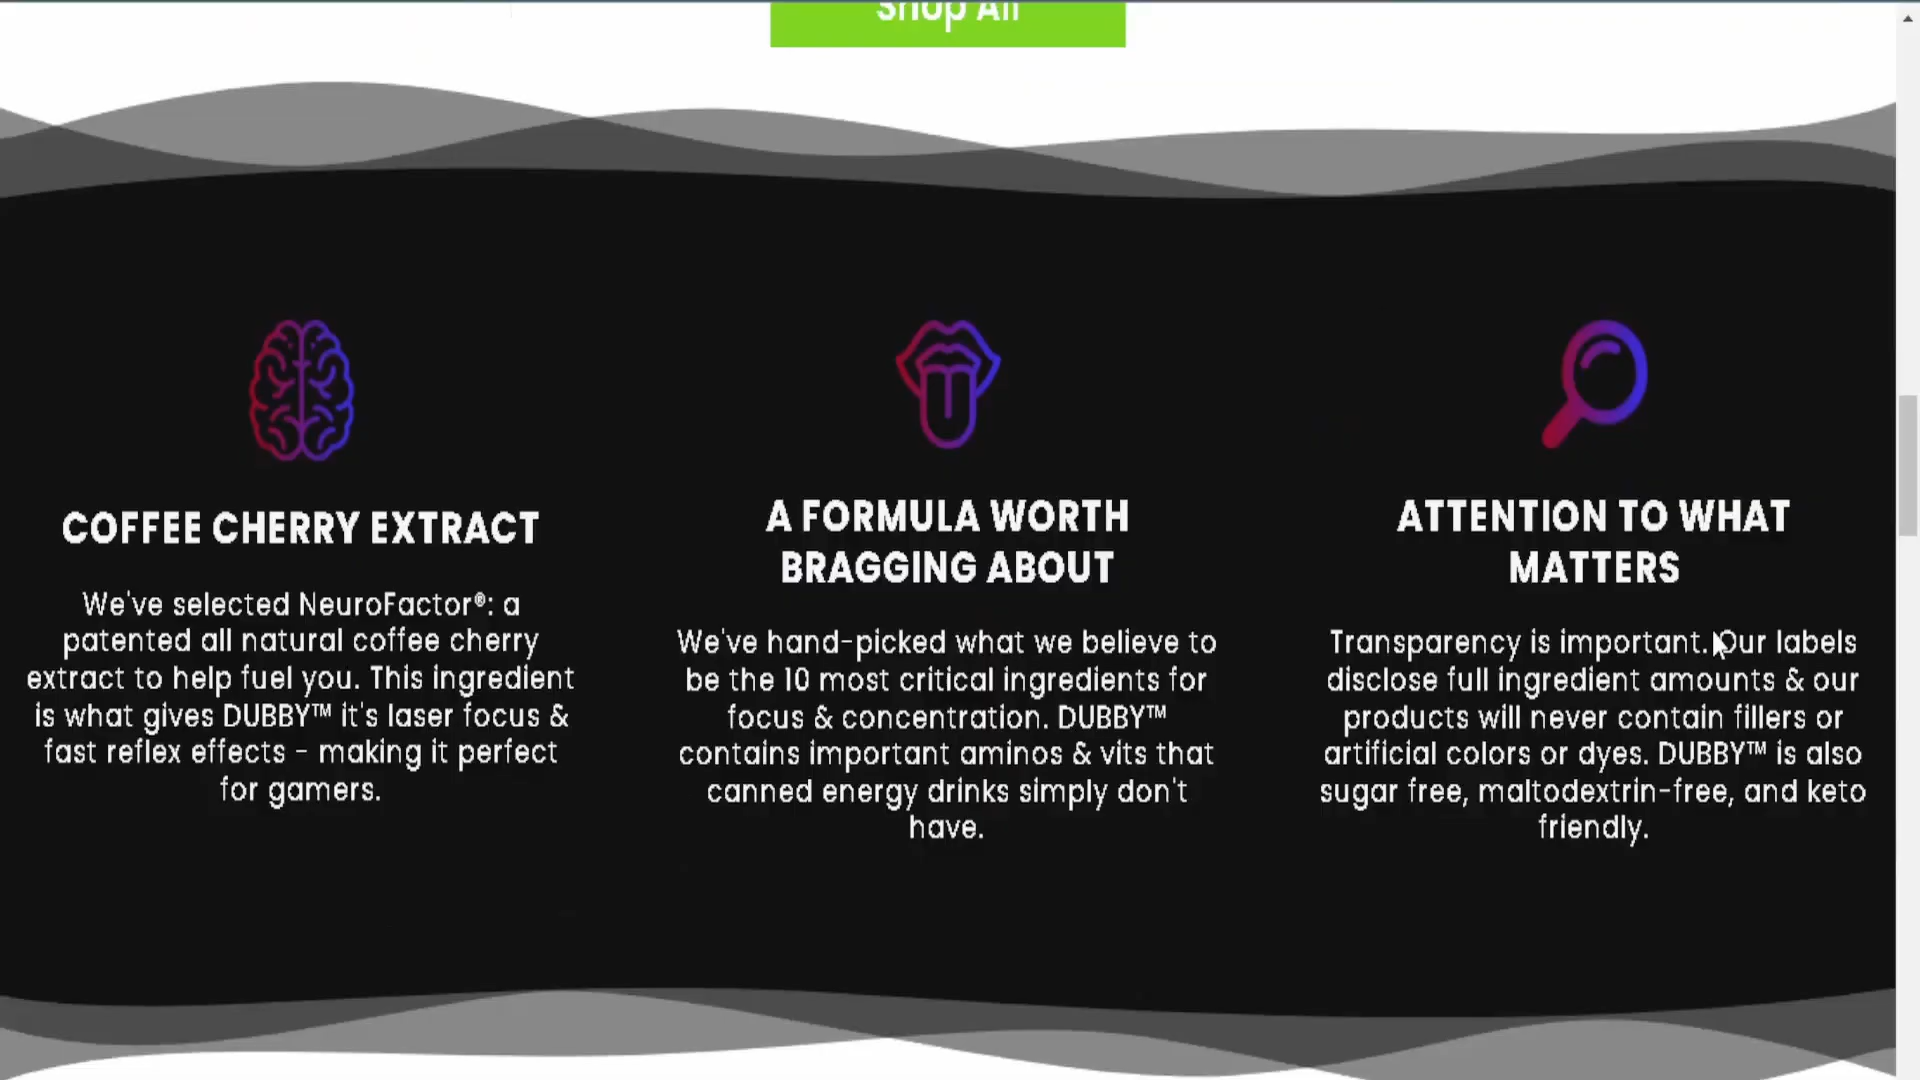 Shop All
COFFEE CHERRY EXTRACT
We've selected NeuroFactor®: a
patented all natural coffee cherry
extract to help fuel you. This ingredient
is what gives DUBBY™ it's laser focus &
fast reflex effects - making it perfect
for gamers.
A FORMULA WORTH
BRAGGING ABOUT
We've hand-picked what we believe to
be the 10 most critical ingredients for
focus & concentration. DUBBY™
contains important aminos & vits that
canned energy drinks simply don't
have.
ATTENTION TO WHAT
MATTERS
Transparency is important. Our labels
disclose full ingredient amounts & our
products will never contain fillers or
artificial colors or dyes. DUBBY™ is also
sugar free, maltodextrin-free, and keto
friendly.